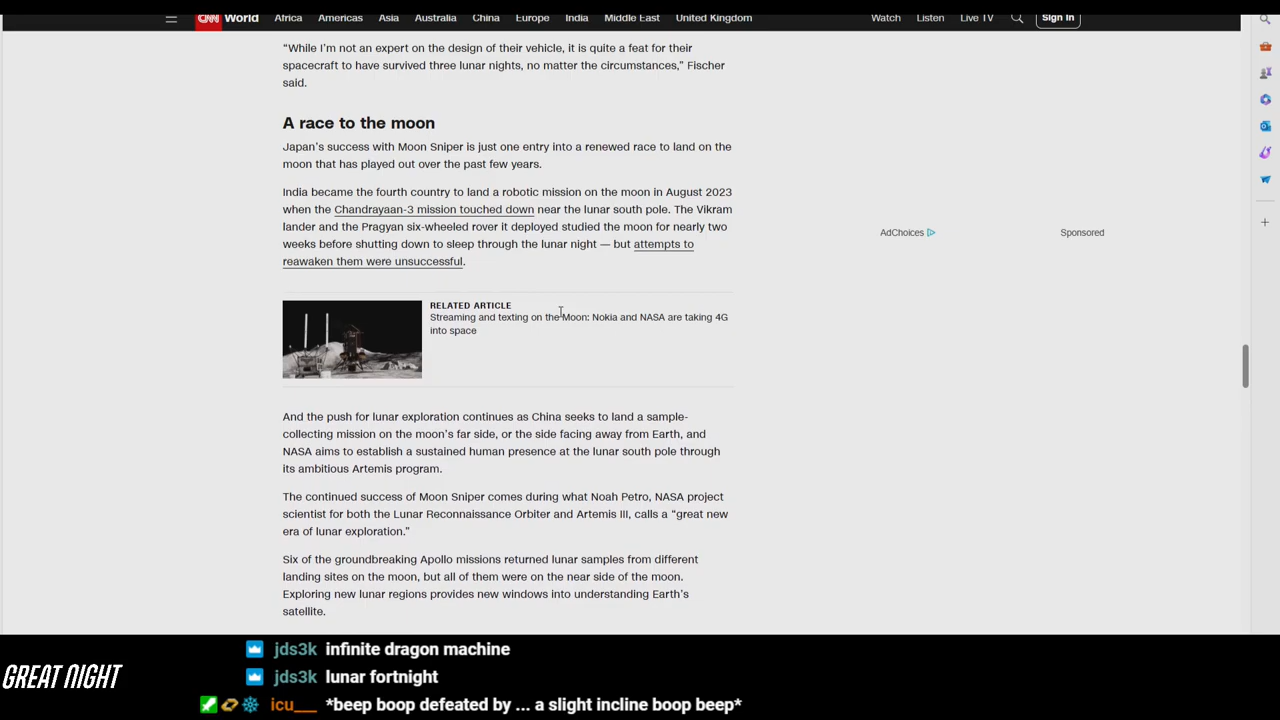 CNN World Africa Americas Asia Australia China Europe India Middle East United Kingdom Watch Listen Live TV Sign In
“While I’m not an expert on the design of their vehicle, it is quite a feat for their
spacecraft to have survived three lunar nights, no matter the circumstances,” Fischer
said.
A race to the moon
Japan’s success with Moon Sniper is just one entry into a renewed race to land on the
moon that has played out over the past few years.
India became the fourth country to land a robotic mission on the moon in August 2023
when the Chandrayaan-3 mission touched down near the lunar south pole. The Vikram
lander and the Pragyan six-wheeled rover it deployed studied the moon for nearly two
weeks before shutting down to sleep through the lunar night — but attempts to
reawaken them were unsuccessful.
AdChoices Sponsored
RELATED ARTICLE
Streaming and texting on the Moon: Nokia and NASA are taking 4G
into space
And the push for lunar exploration continues as China seeks to land a sample-
collecting mission on the moon’s far side, or the side facing away from Earth, and
NASA aims to establish a sustained human presence at the lunar south pole through
its ambitious Artemis program.
The continued success of Moon Sniper comes during what Noah Petro, NASA project
scientist for both the Lunar Reconnaissance Orbiter and Artemis III, calls a “great new
era of lunar exploration.”
Six of the groundbreaking Apollo missions returned lunar samples from different
landing sites on the moon, but all of them were on the near side of the moon.
Exploring new lunar regions provides new windows into understanding Earth’s
satellite.
GREAT NIGHT
jds3k infinite dragon machine
jds3k lunar fortnight
icu___ *beep boop defeated by ... a slight incline boop beep*